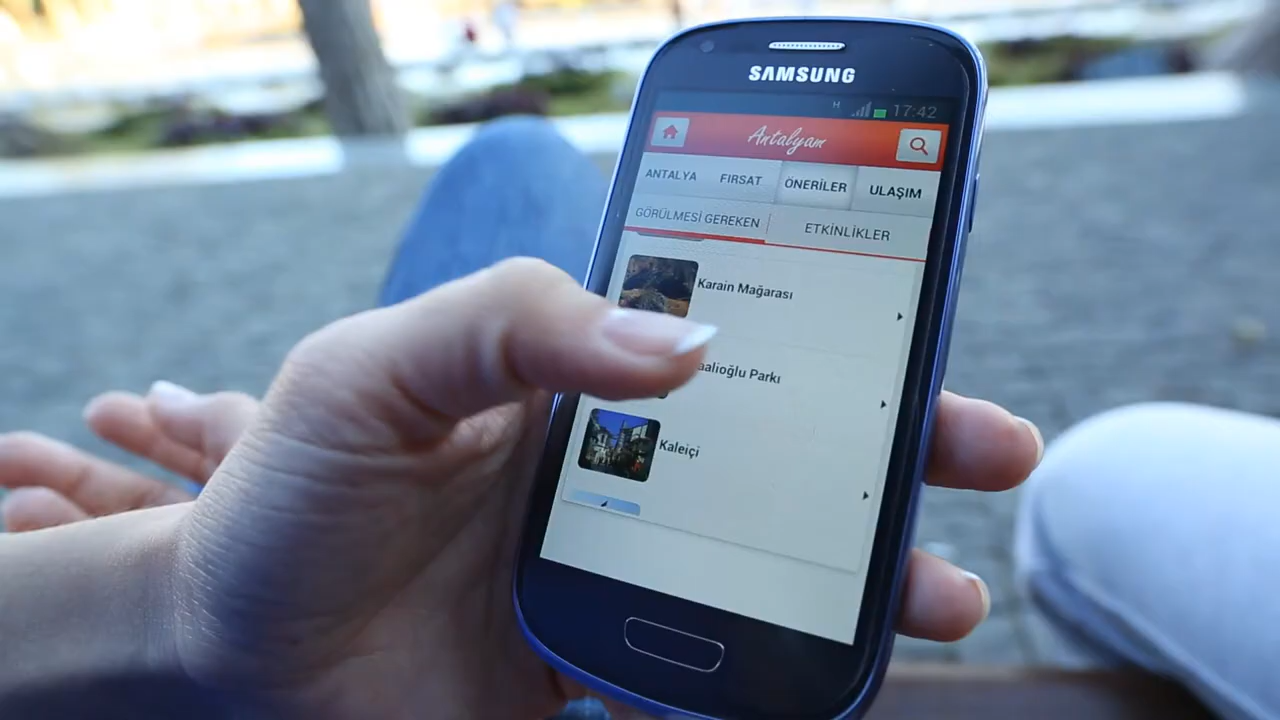 SAMSUNG
H 17:42
Antalyam
ANTALYA FIRSAT ÖNERİLER ULAŞIM
GÖRÜLMESİ GEREKEN ETKİNLİKLER
Karain Mağarası
Parkı
Kaleiçi